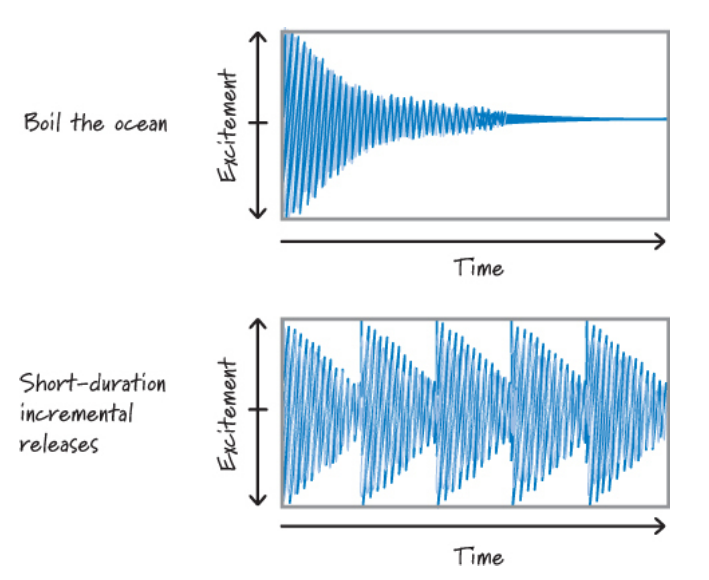 Boil the ocean
Excitement
Time
Short-duration
incremental
releases
Excitement
Time